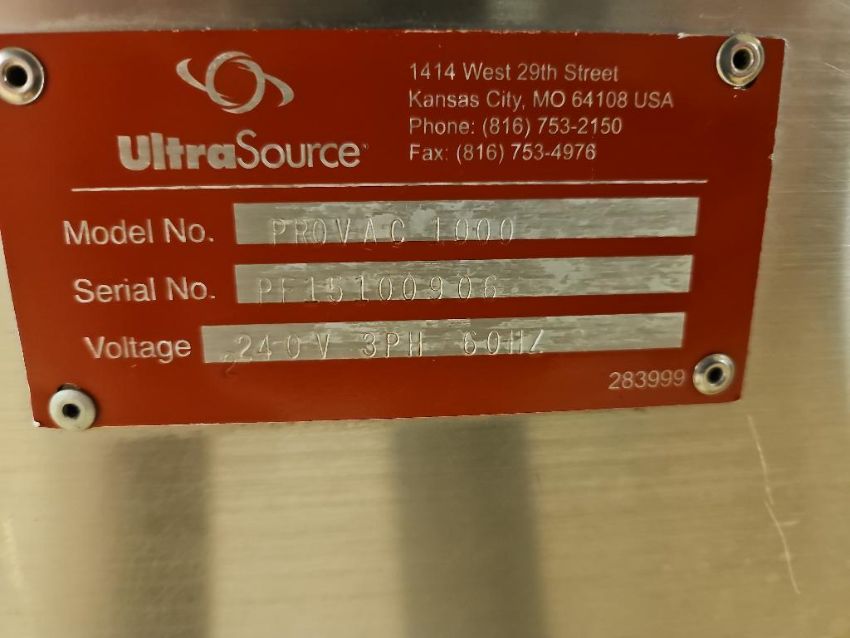 1414 West 29th Street
Kansas City, MO 64108 USA
Phone: (816) 753-2150
Fax: (816) 753-4976
UltraSource
Model No. PROVAC 1000
Serial No. PF15100906
Voltage 240V 3PH 60HZ
283999